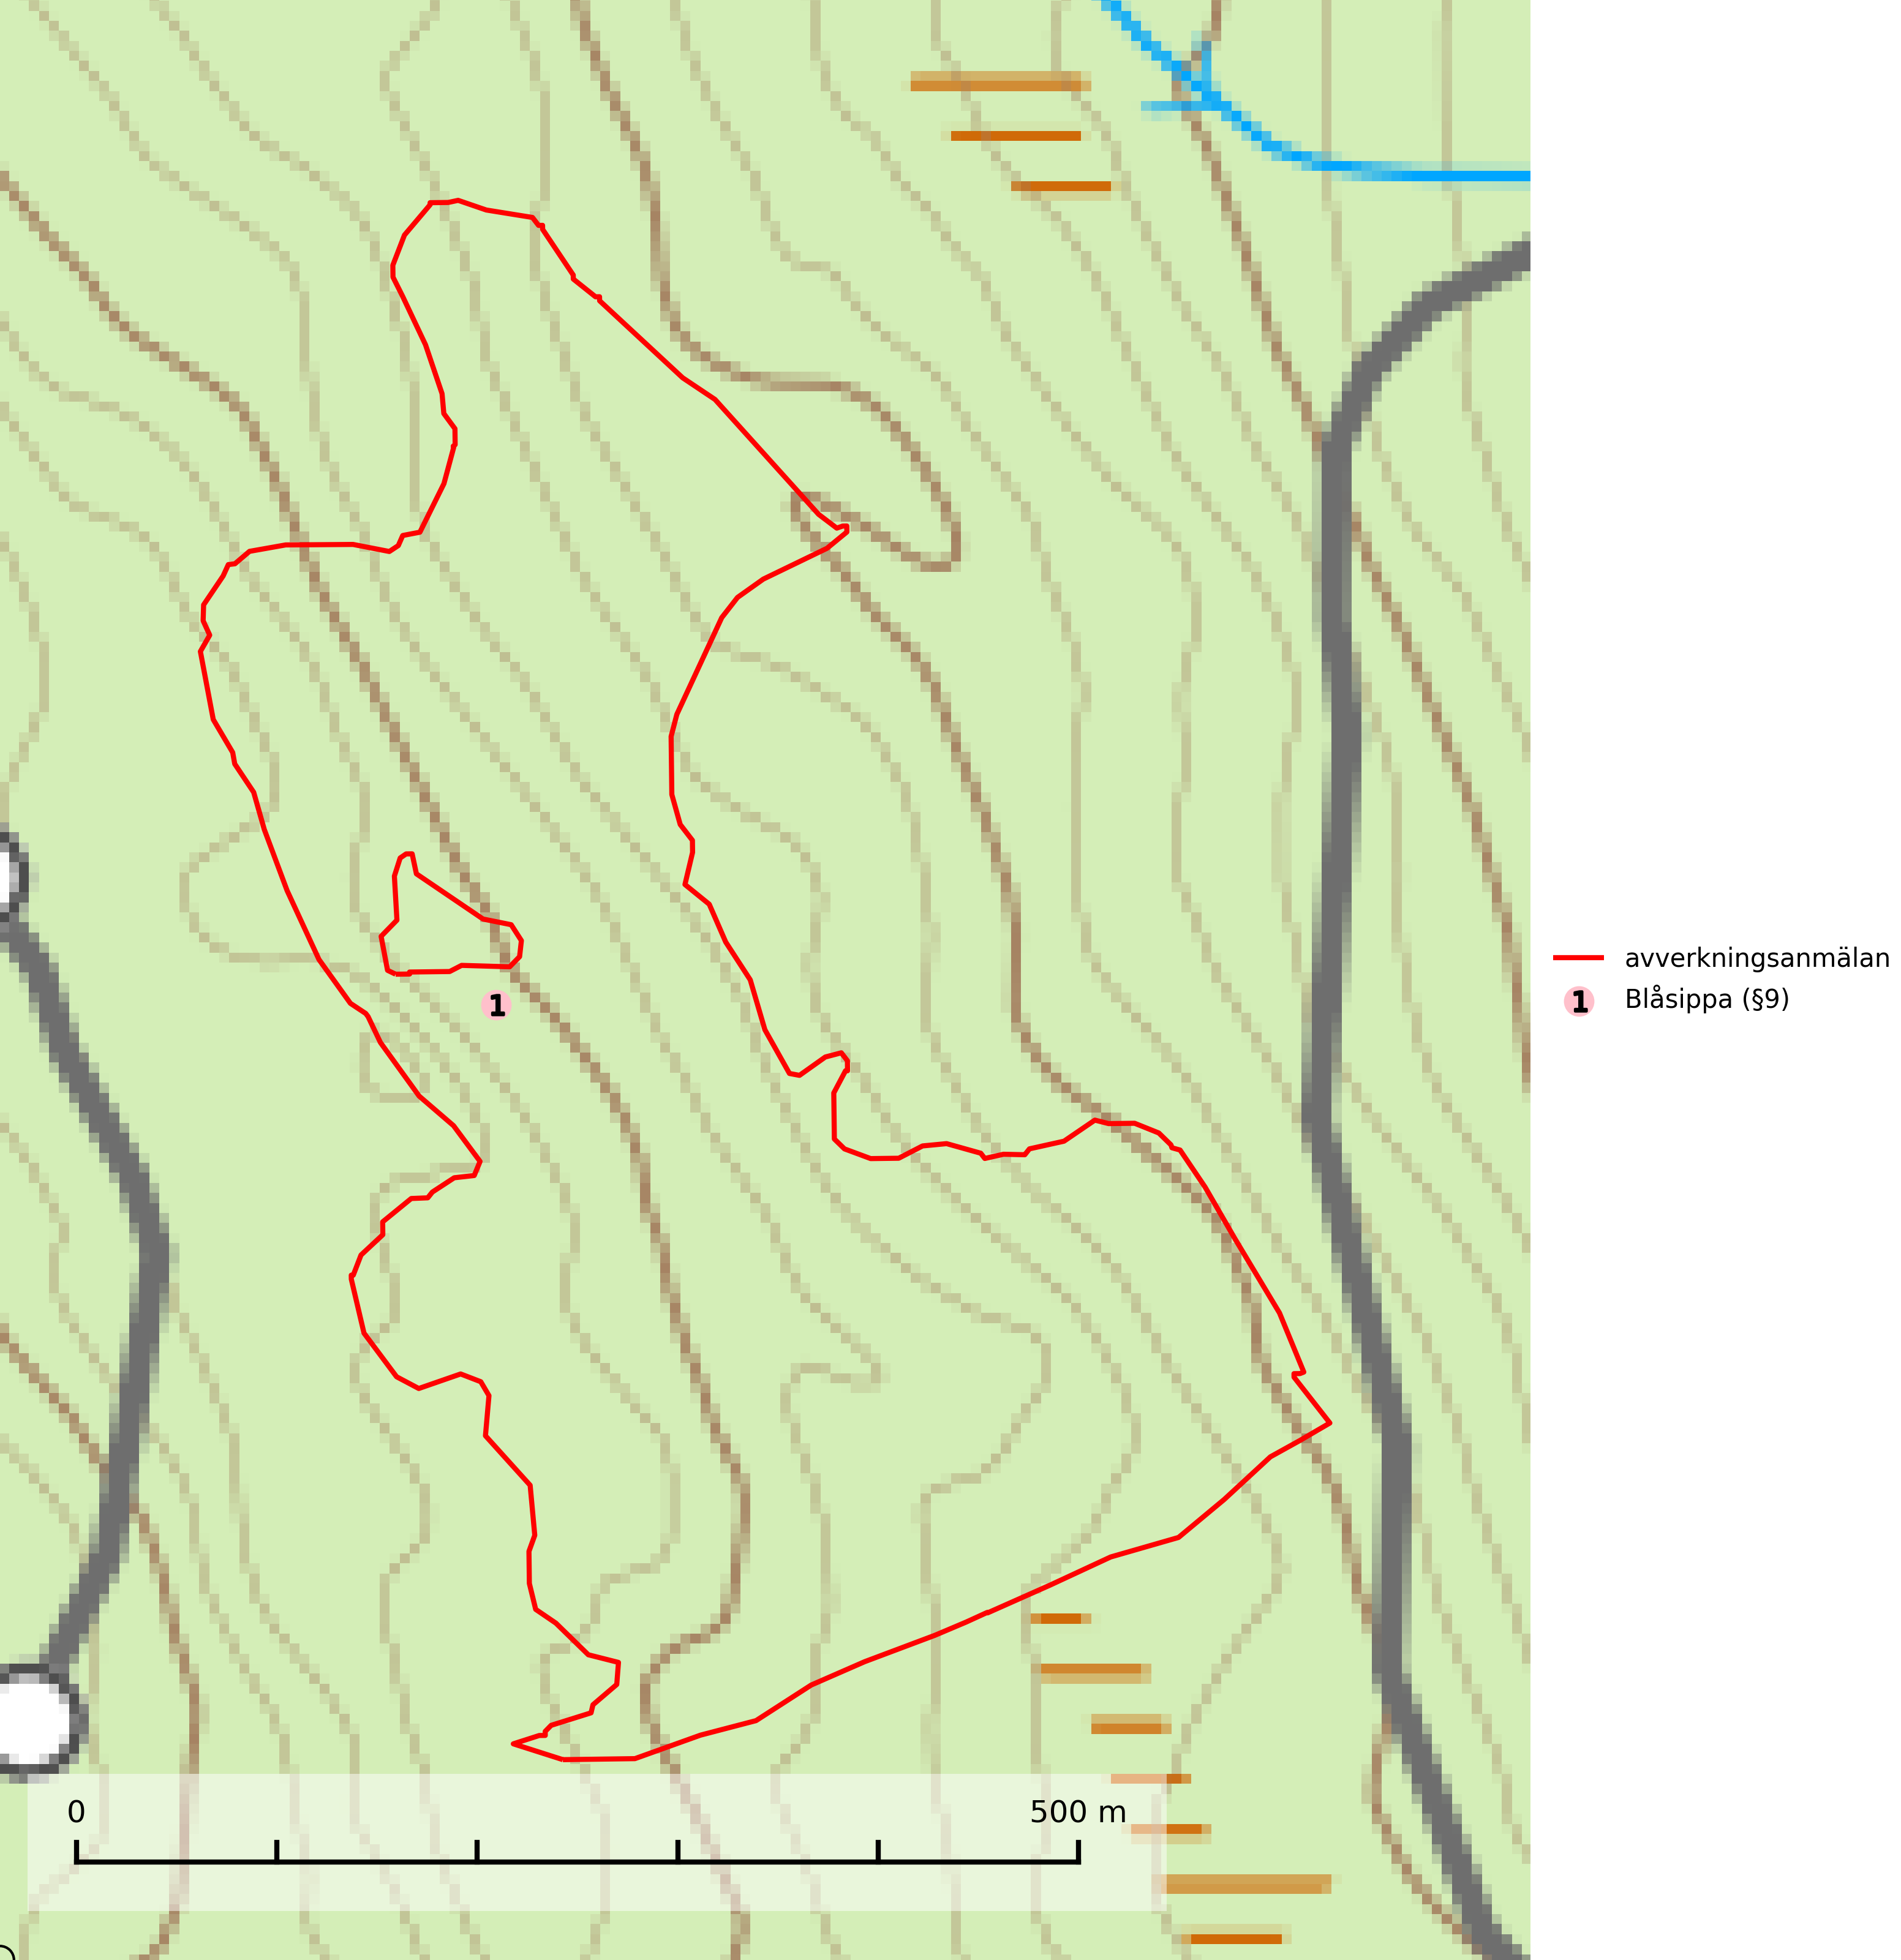 1
avverkningsanmälan
1 Blåsippa (§9)
0 500 m